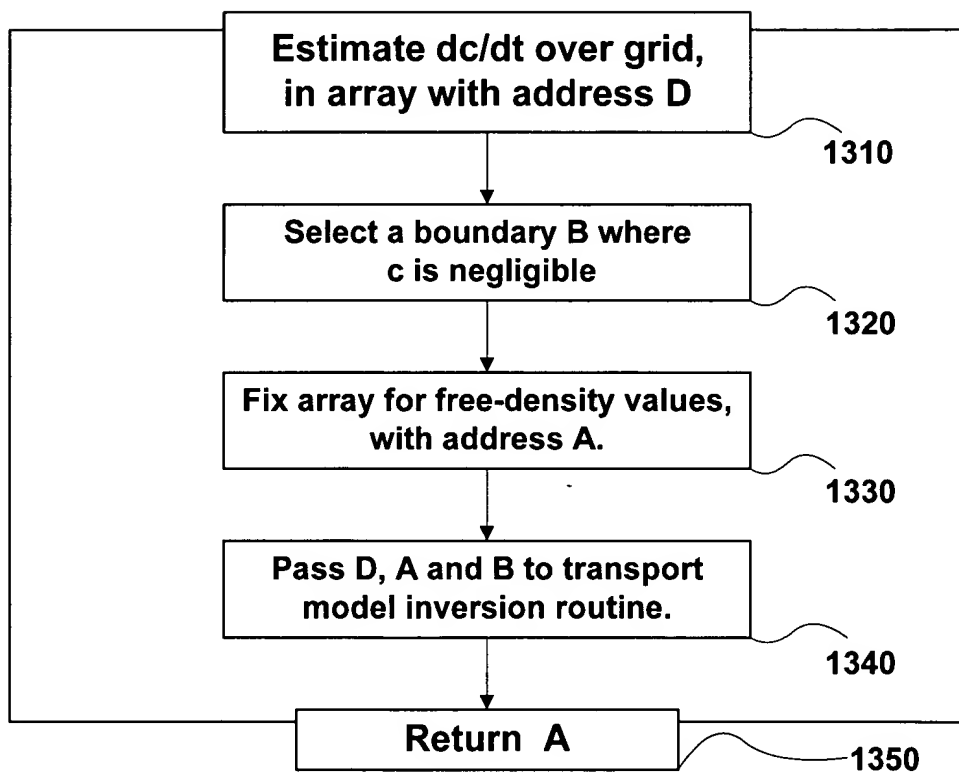 Estimate dc/dt over grid,
in array with address D
1310
Select a boundary B where
c is negligible
1320
Fix array for free-density values,
with address A.
1330
Pass D, A and B to transport
model inversion routine.
1340
Return A
1350